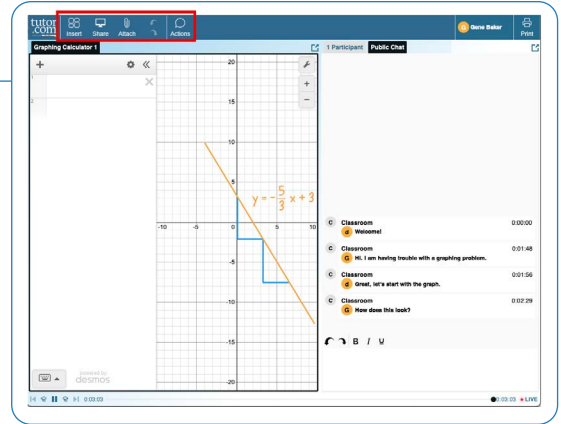 tutor
.com
Insert Share Attach Actions
Gene Baker
Print
Graphing Calculator 1
1 Participant Public Chat
1
2
20
15
10
5
y = -5/3 x + 3
-10 -5 0 5 10
-5
-10
-15
-20
powered by
desmos
C Classroom 0:00:00
d Welcome!
C Classroom 0:01:48
G Hi. I am having trouble with a graphing problem.
C Classroom 0:01:56
d Great, let's start with the graph.
C Classroom 0:02:29
G How does this look?
B I U
0:03:03
0:03:03 LIVE